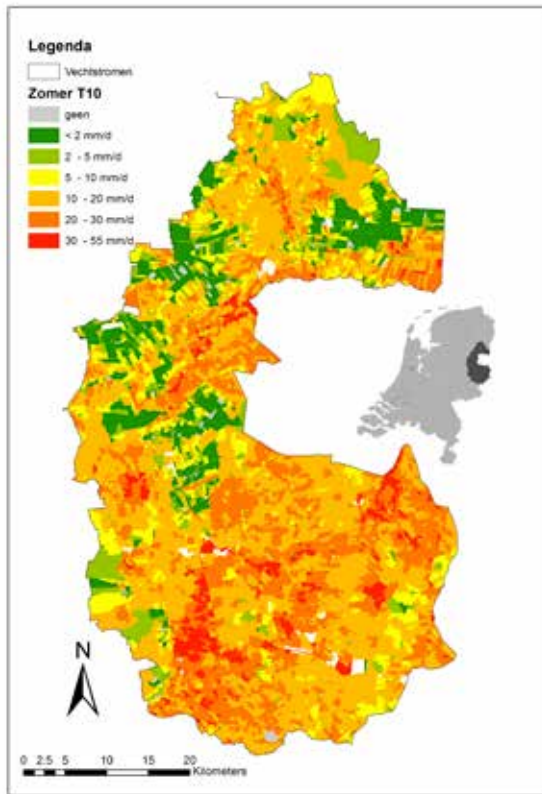 Legenda
Vechtstromen
Zomer T10
geen
< 2 mm/d
2 - 5 mm/d
5 - 10 mm/d
10 - 20 mm/d
20 - 30 mm/d
30 - 55 mm/d
N
0 2.5 5 10 15 20
Kilometers